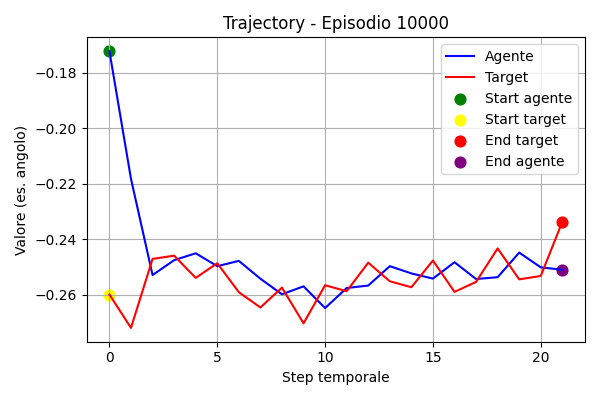 Trajectory - Episodio 10000
Valore (es. angolo)
−0.18
−0.20
−0.22
−0.24
−0.26
Agente
Target
Start agente
Start target
End target
End agente
0
5
10
15
20
Step temporale